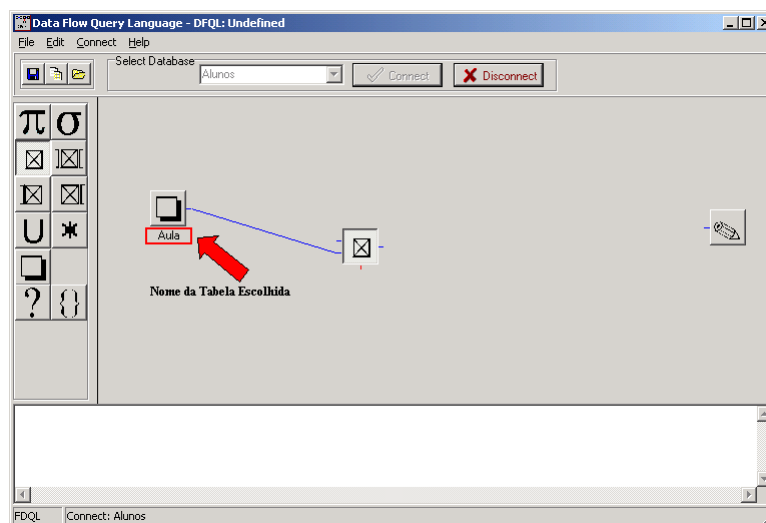 Data Flow Query Language - DFQL: Undefined
File Edit Connect Help
Select Database
Alunos
Connect
Disconnect
π σ
U *
? {}
Aula
Nome da Tabela Escolhida
FDQL Connect: Alunos